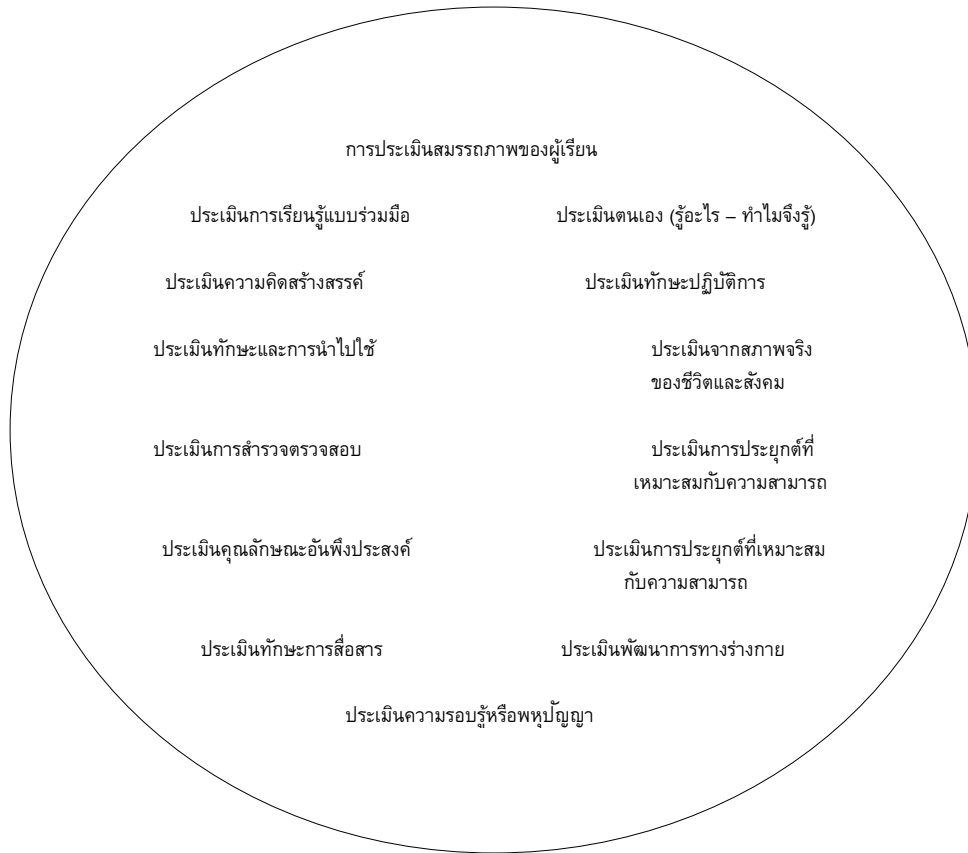 การประเมินสมรรถภาพของผู้เรียน
ประเมินการเรียนรู้แบบร่วมมือ ประเมินตนเอง (รู้อะไร – ทำไมจึงรู้)
ประเมินความคิดสร้างสรรค์ ประเมินทักษะปฏิบัติการ
ประเมินทักษะและการนำไปใช้ ประเมินจากสภาพจริง
ของชีวิตและสังคม
ประเมินการสำรวจตรวจสอบ ประเมินการประยุกต์ที่
เหมาะสมกับความสามารถ
ประเมินคุณลักษณะอันพึงประสงค์ ประเมินการประยุกต์ที่เหมาะสม
กับความสามารถ
ประเมินทักษะการสื่อสาร ประเมินพัฒนาการทางร่างกาย
ประเมินความรอบรู้หรือพหุปัญญา